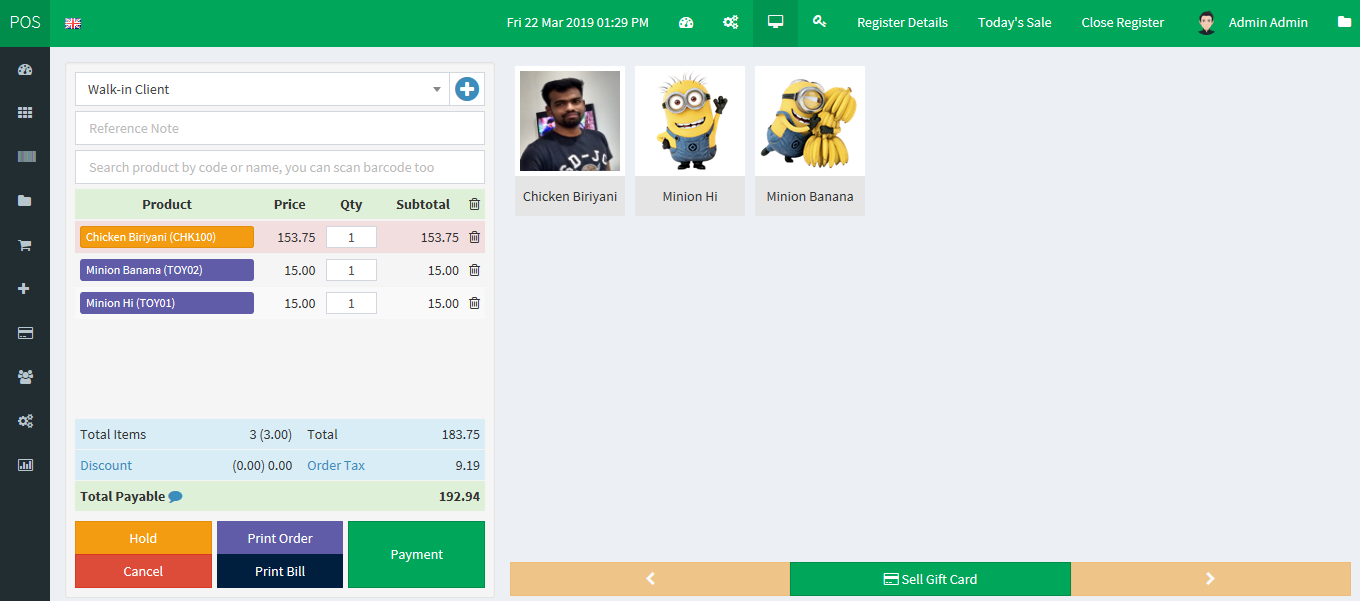 POS Fri 22 Mar 2019 01:29 PM Register Details Today's Sale Close Register Admin Admin
Walk-in Client
Reference Note
Search product by code or name, you can scan barcode too
Product Price Qty Subtotal
Chicken Biriyani (CHK100) 153.75 1 153.75
Minion Banana (TOY02) 15.00 1 15.00
Minion Hi (TOY01) 15.00 1 15.00
Total Items 3 (3.00) Total 183.75
Discount (0.00) 0.00 Order Tax 9.19
Total Payable 192.94
Hold Print Order Payment
Cancel Print Bill
Chicken Biriyani Minion Hi Minion Banana
Sell Gift Card